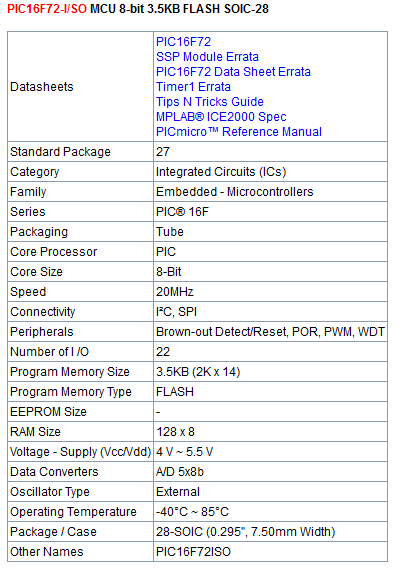 PIC16F72-I/SO MCU 8-bit 3.5KB FLASH SOIC-28
Datasheets
PIC16F72
SSP Module Errata
PIC16F72 Data Sheet Errata
Timer1 Errata
Tips N Tricks Guide
MPLAB® ICE2000 Spec
PICmicro™ Reference Manual
Standard Package 27
Category Integrated Circuits (ICs)
Family Embedded - Microcontrollers
Series PIC® 16F
Packaging Tube
Core Processor PIC
Core Size 8-Bit
Speed 20MHz
Connectivity I²C, SPI
Peripherals Brown-out Detect/Reset, POR, PWM, WDT
Number of I /O 22
Program Memory Size 3.5KB (2K x 14)
Program Memory Type FLASH
EEPROM Size -
RAM Size 128 x 8
Voltage - Supply (Vcc/Vdd) 4 V ~ 5.5 V
Data Converters A/D 5x8b
Oscillator Type External
Operating Temperature -40°C ~ 85°C
Package / Case 28-SOIC (0.295", 7.50mm Width)
Other Names PIC16F72ISO